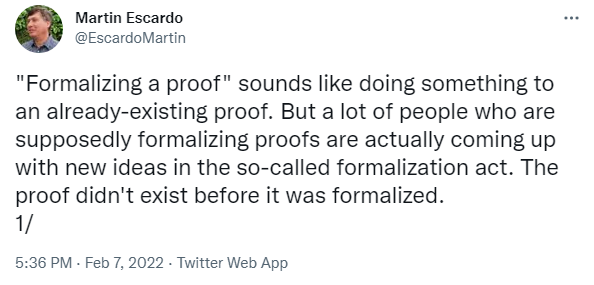 Martin Escardo
@EscardoMartin
"Formalizing a proof" sounds like doing something to
an already-existing proof. But a lot of people who are
supposedly formalizing proofs are actually coming up
with new ideas in the so-called formalization act. The
proof didn't exist before it was formalized.
1/
5:36 PM · Feb 7, 2022 · Twitter Web App